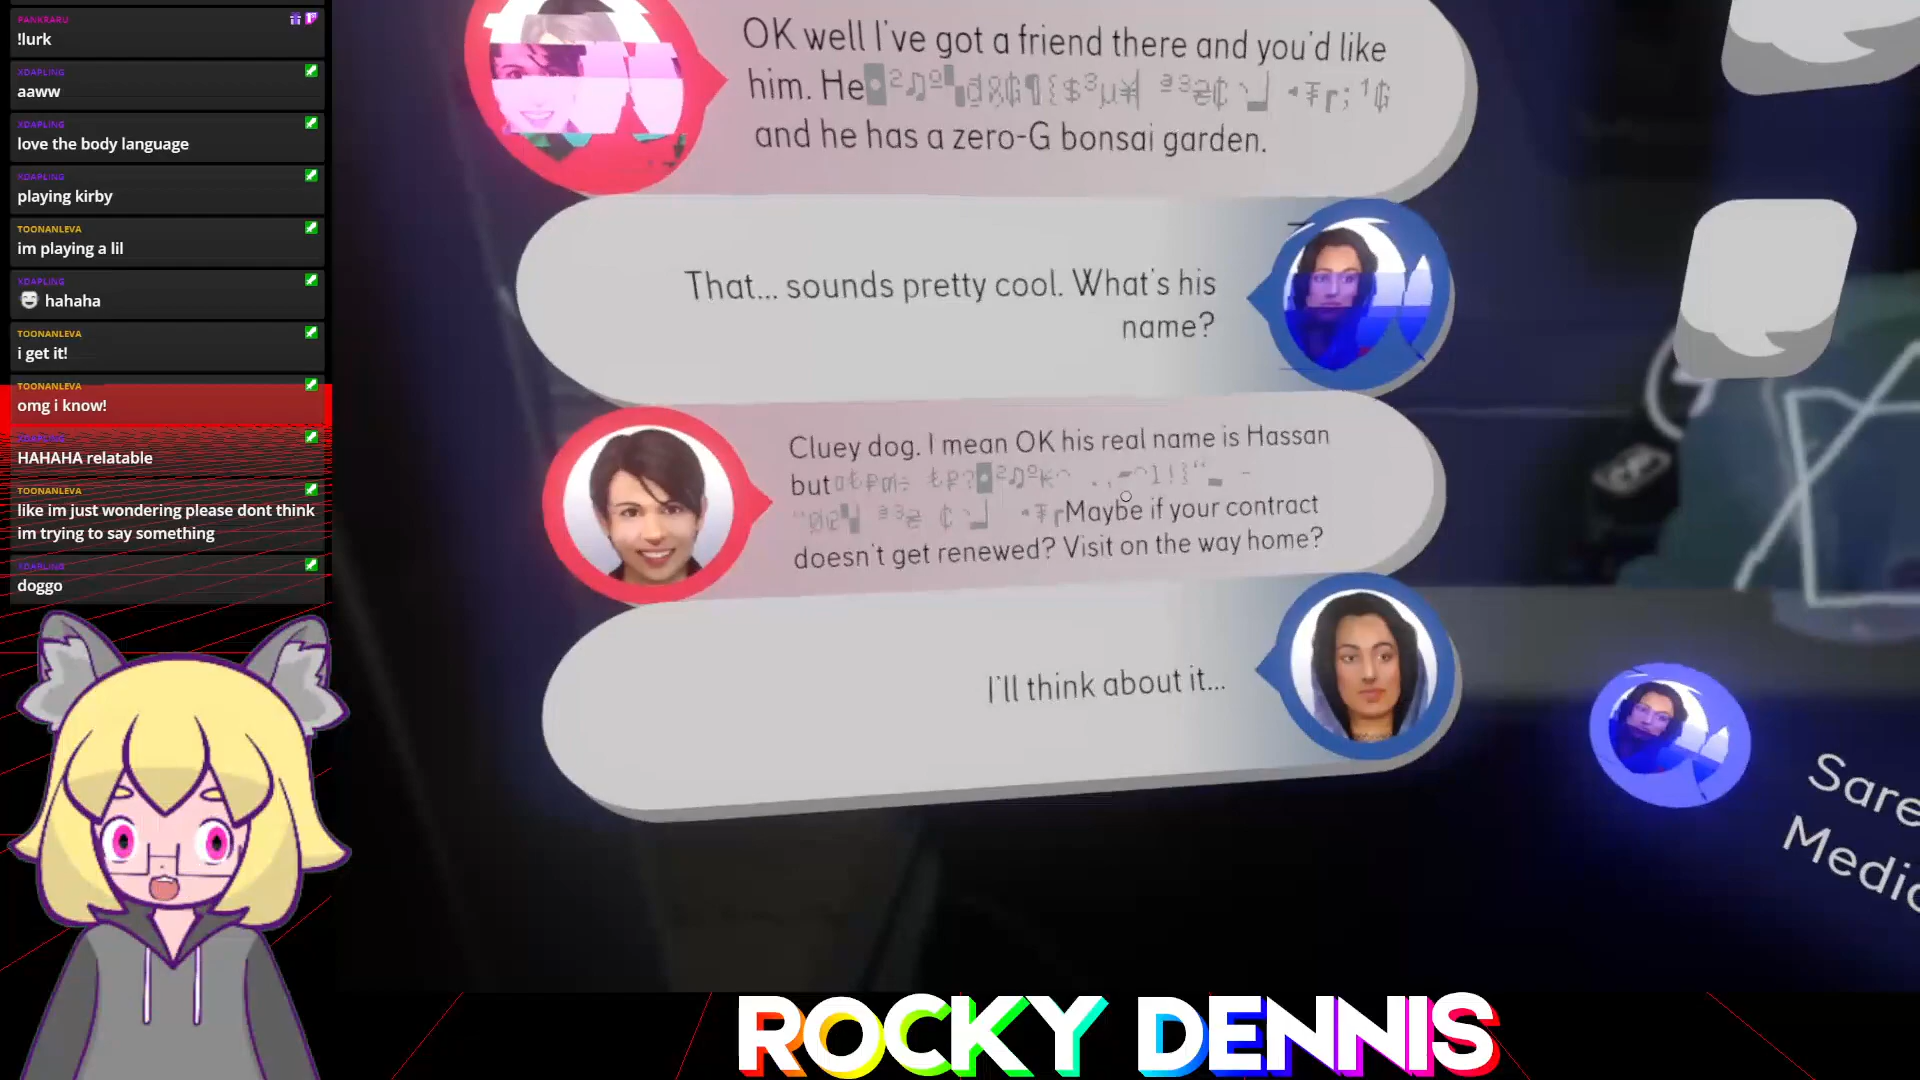 PANKRARU
!lurk
XDAPLING
aaww
XDAPLING
love the body language
XDAPLING
playing kirby
TOONANLEVA
im playing a lil
XDAPLING
hahaha
TOONANLEVA
i get it!
TOONANLEVA
omg i know!
XDAPLING
HAHAHA relatable
TOONANLEVA
like im just wondering please dont think
im trying to say something
XDAPLING
doggo
OK well I've got a friend there and you'd like
him. He
and he has a zero-G bonsai garden.
That... sounds pretty cool. What's his
name?
Cluey dog. I mean OK his real name is Hassan
but
Maybe if your contract
doesn't get renewed? Visit on the way home?
I'll think about it...
Sare
Medic
ROCKY DENNIS